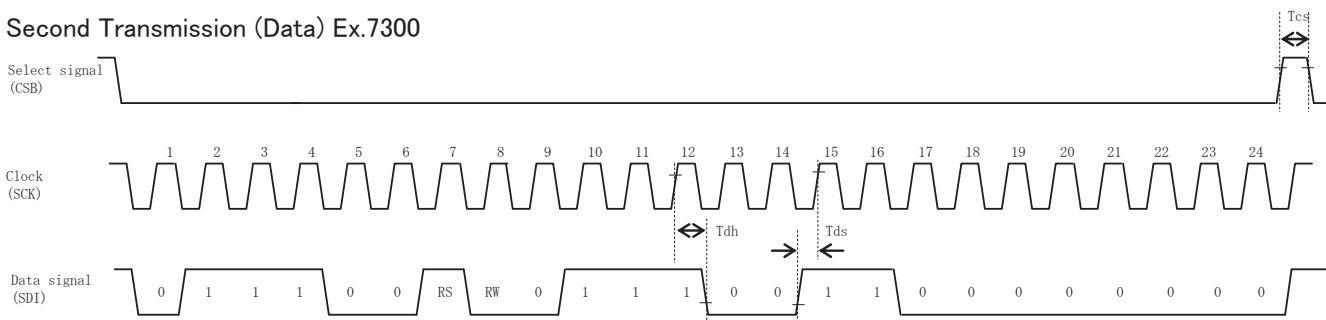 Second Transmission (Data) Ex.7300
Tcs
Select signal
(CSB)
1 2 3 4 5 6 7 8 9 10 11 12 13 14 15 16 17 18 19 20 21 22 23 24
Clock
(SCK)
Tdh Tds
Data signal
(SDI)
0 1 1 1 0 0 RS RW 0 1 1 1 0 0 1 1 0 0 0 0 0 0 0 0